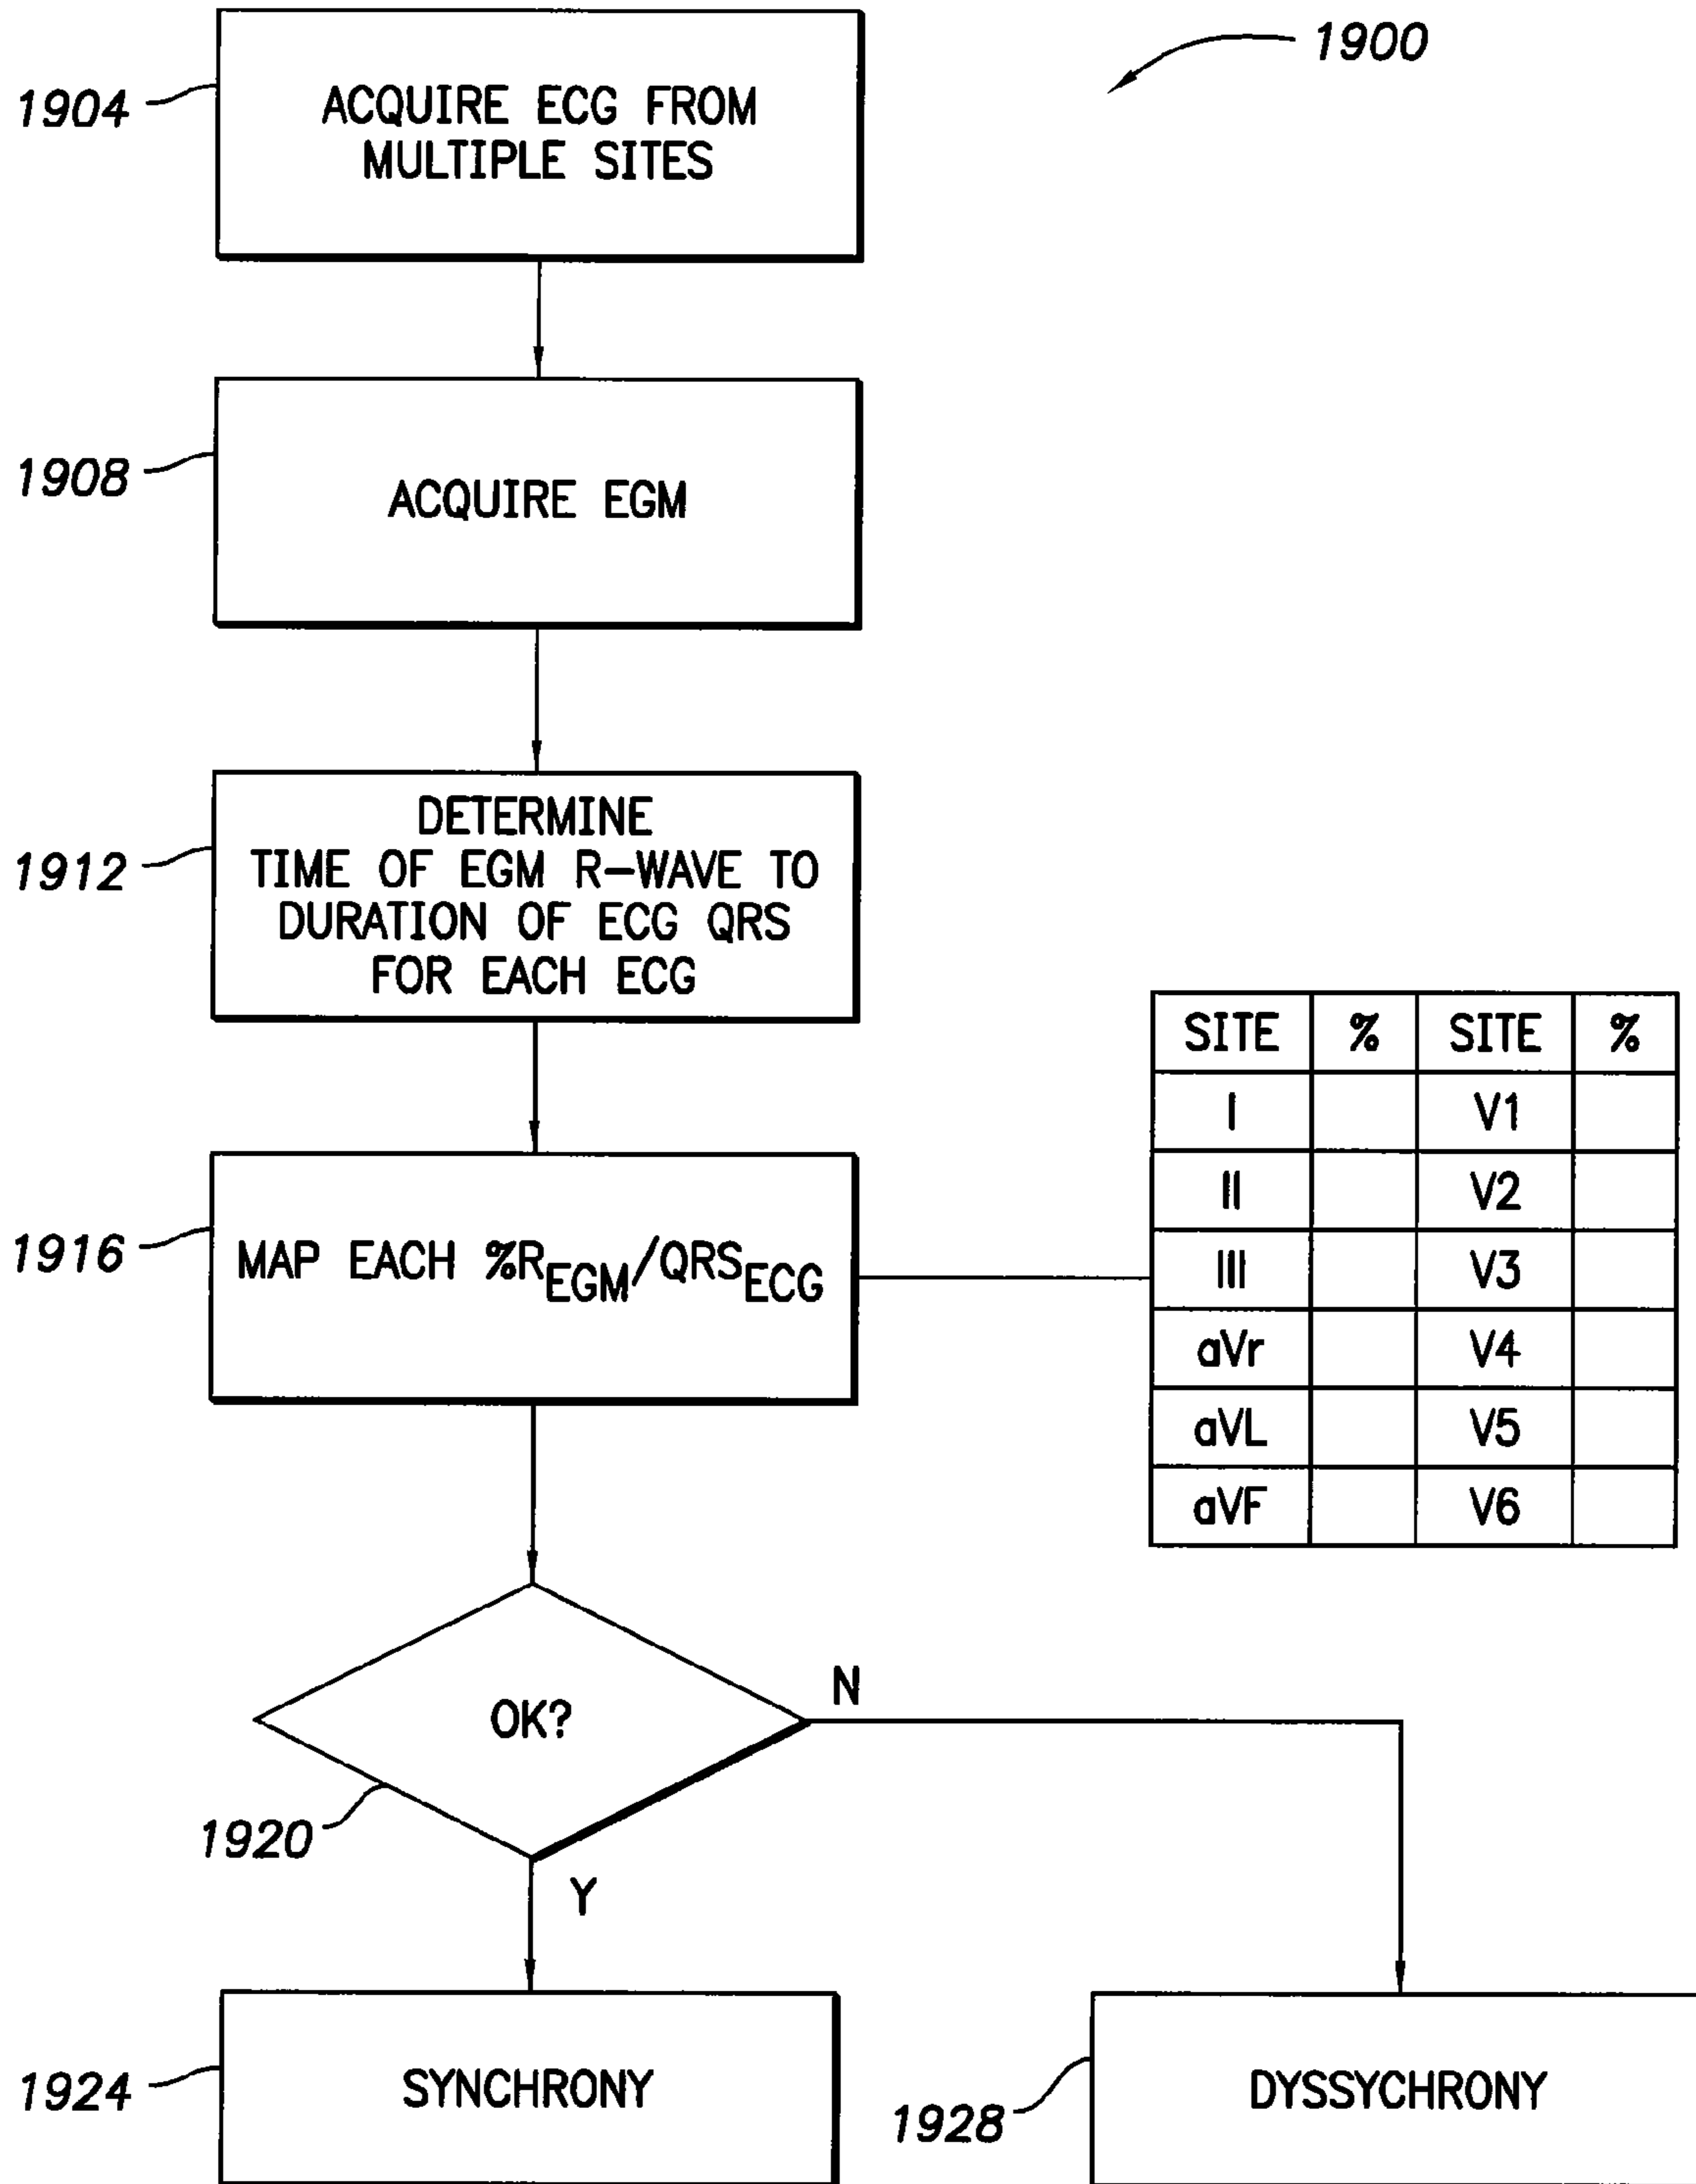 1900
1904
ACQUIRE ECG FROM
MULTIPLE SITES
1908
ACQUIRE EGM
1912
DETERMINE
TIME OF EGM R-WAVE TO
DURATION OF ECG QRS
FOR EACH ECG
1916
MAP EACH %REGM/QRSECG
SITE % SITE %
I V1
II V2
III V3
aVr V4
aVL V5
aVF V6
OK?
N
1920
Y
1924
SYNCHRONY
1928
DYSSYCHRONY